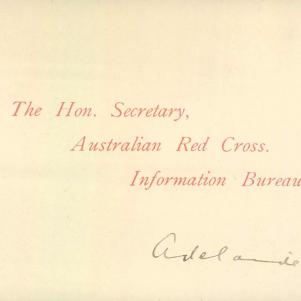 The Hon. Secretary,
Australian Red Cross.
Information Bureau
Adelaide